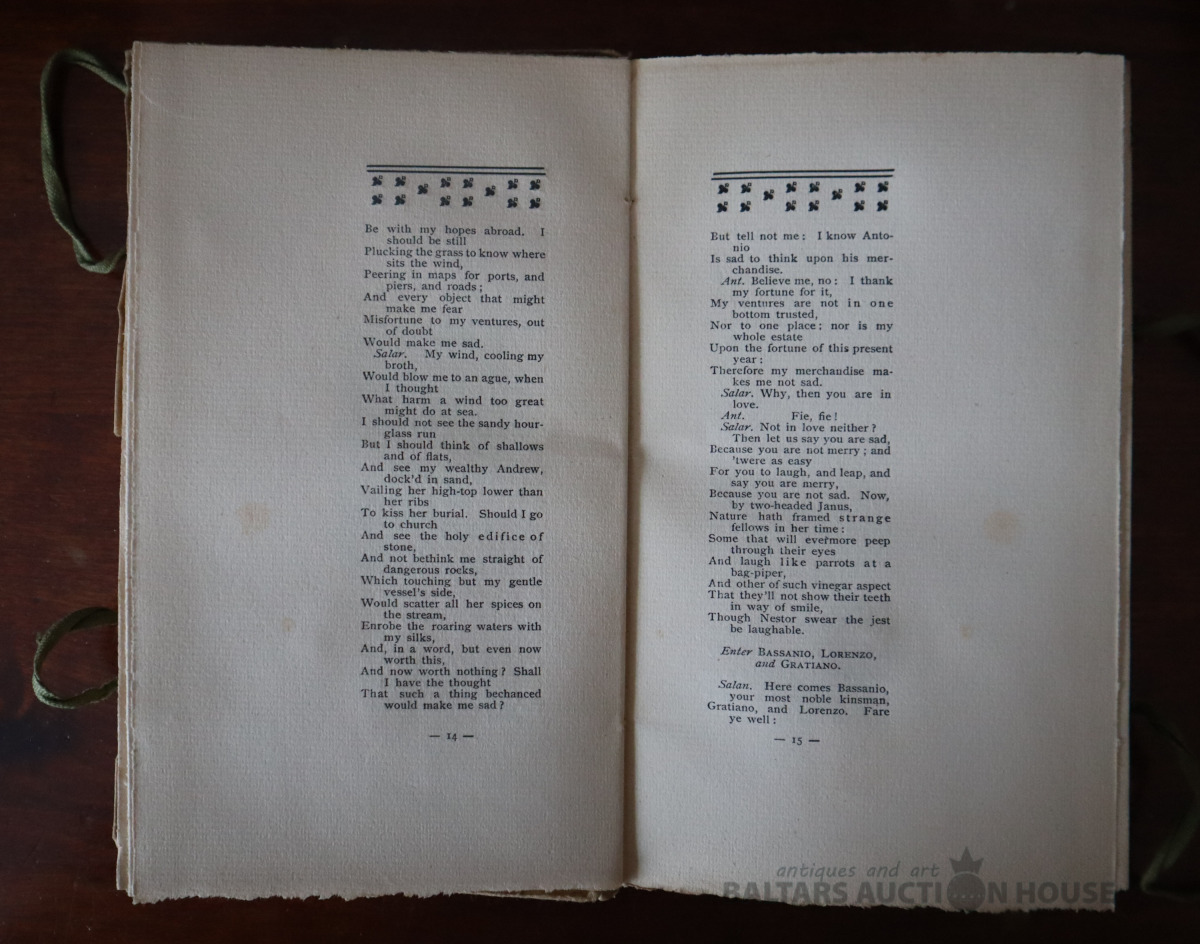 Be with my hopes abroad. I
should be still
Plucking the grass to know where
sits the wind,
Peering in maps for ports, and
piers, and roads;
And every object that might
make me fear
Misfortune to my ventures, out
of doubt
Would make me sad.
Salar. My wind, cooling my
broth,
Would blow me to an ague, when
I thought
What harm a wind too great
might do at sea.
I should not see the sandy hour-
glass run
But I should think of shallows
and of flats,
And see my wealthy Andrew,
dock'd in sand,
Vailing her high-top lower than
her ribs
To kiss her burial. Should I go
to church
And see the holy edifice of
stone,
And not bethink me straight of
dangerous rocks,
Which touching but my gentle
vessel's side,
Would scatter all her spices on
the stream,
Enrobe the roaring waters with
my silks,
And, in a word, but even now
worth this,
And now worth nothing? Shall
I have the thought
That such a thing bechanced
would make me sad?
— 14 —
But tell not me: I know Anto-
nio
Is sad to think upon his mer-
chandise.
Ant. Believe me, no: I thank
my fortune for it,
My ventures are not in one
bottom trusted,
Nor to one place; nor is my
whole estate
Upon the fortune of this present
year:
Therefore my merchandise ma-
kes me not sad.
Salar. Why, then you are in
love.
Ant. Fie, fie!
Salar. Not in love neither?
Then let us say you are sad,
Because you are not merry; and
'twere as easy
For you to laugh, and leap, and
say you are merry,
Because you are not sad. Now,
by two-headed Janus,
Nature hath framed strange
fellows in her time:
Some that will evermore peep
through their eyes
And laugh like parrots at a
bag-piper,
And other of such vinegar aspect
That they'll not show their teeth
in way of smile,
Though Nestor swear the jest
be laughable.
Enter BASSANIO, LORENZO,
and GRATIANO.
Salan. Here comes Bassanio,
your most noble kinsman,
Gratiano, and Lorenzo. Fare
ye well:
— 15 —
antiques and art
BALTARS AUCTION HOUSE